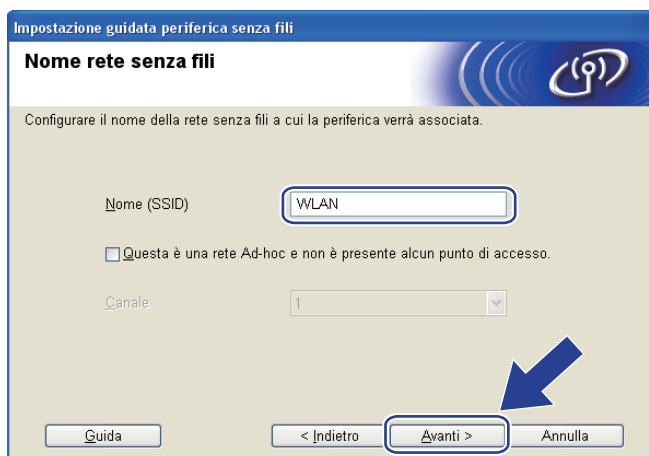 Impostazione guidata periferica senza fili
Nome rete senza fili
Configurare il nome della rete senza fili a cui la periferica verrà associata.
Nome (SSID) WLAN
Questa è una rete Ad-hoc e non è presente alcun punto di accesso.
Canale 1
Guida < Indietro Avanti > Annulla